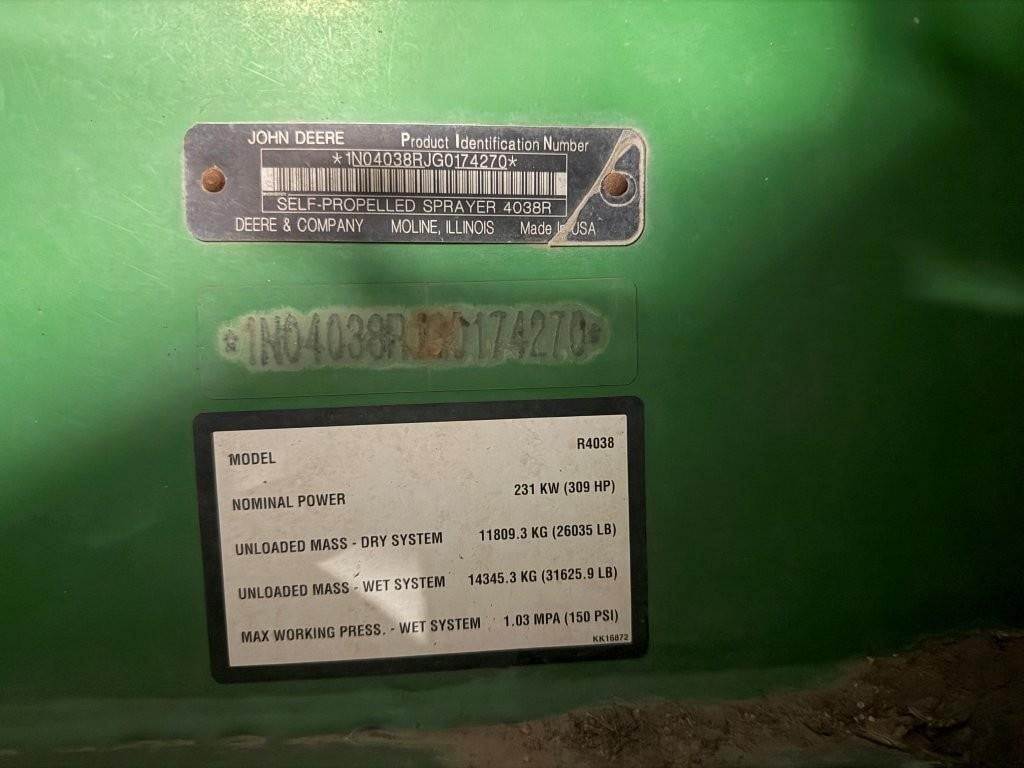 JOHN DEERE Product Identification Number
*1N04038RJG0174270*
SELF-PROPELLED SPRAYER 4038R
DEERE & COMPANY MOLINE, ILLINOIS Made In USA
*1N04038RJG0174270*
MODEL R4038
NOMINAL POWER 231 KW (309 HP)
UNLOADED MASS - DRY SYSTEM 11809.3 KG (26035 LB)
UNLOADED MASS - WET SYSTEM 14345.3 KG (31625.9 LB)
MAX WORKING PRESS. - WET SYSTEM 1.03 MPA (150 PSI)
KK16872